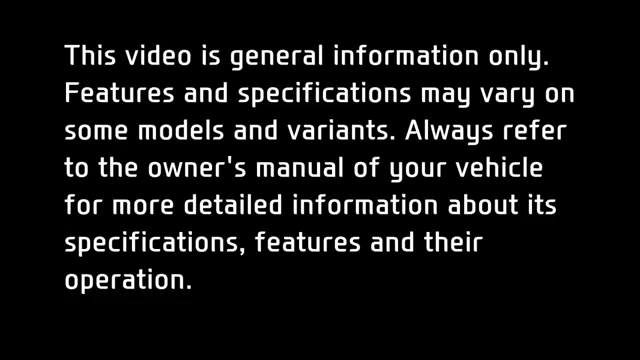 This video is general information only.
Features and specifications may vary on
some models and variants. Always refer
to the owner's manual of your vehicle
for more detailed information about its
specifications, features and their
operation.